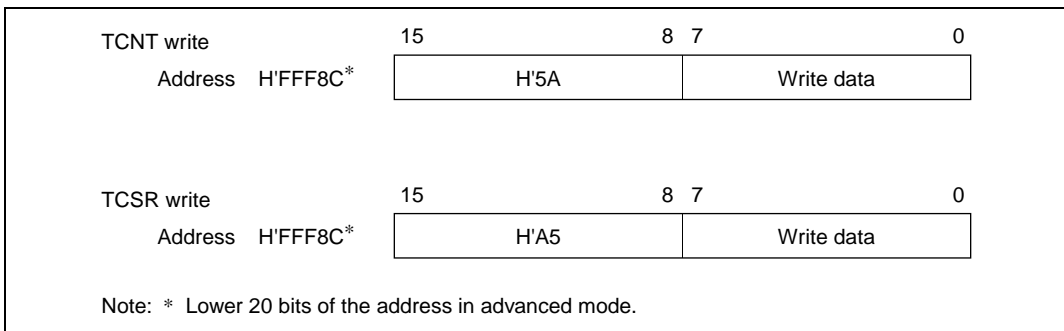 TCNT write 15 8 7 0
Address H'FFF8C* H'5A Write data
TCSR write 15 8 7 0
Address H'FFF8C* H'A5 Write data
Note: * Lower 20 bits of the address in advanced mode.